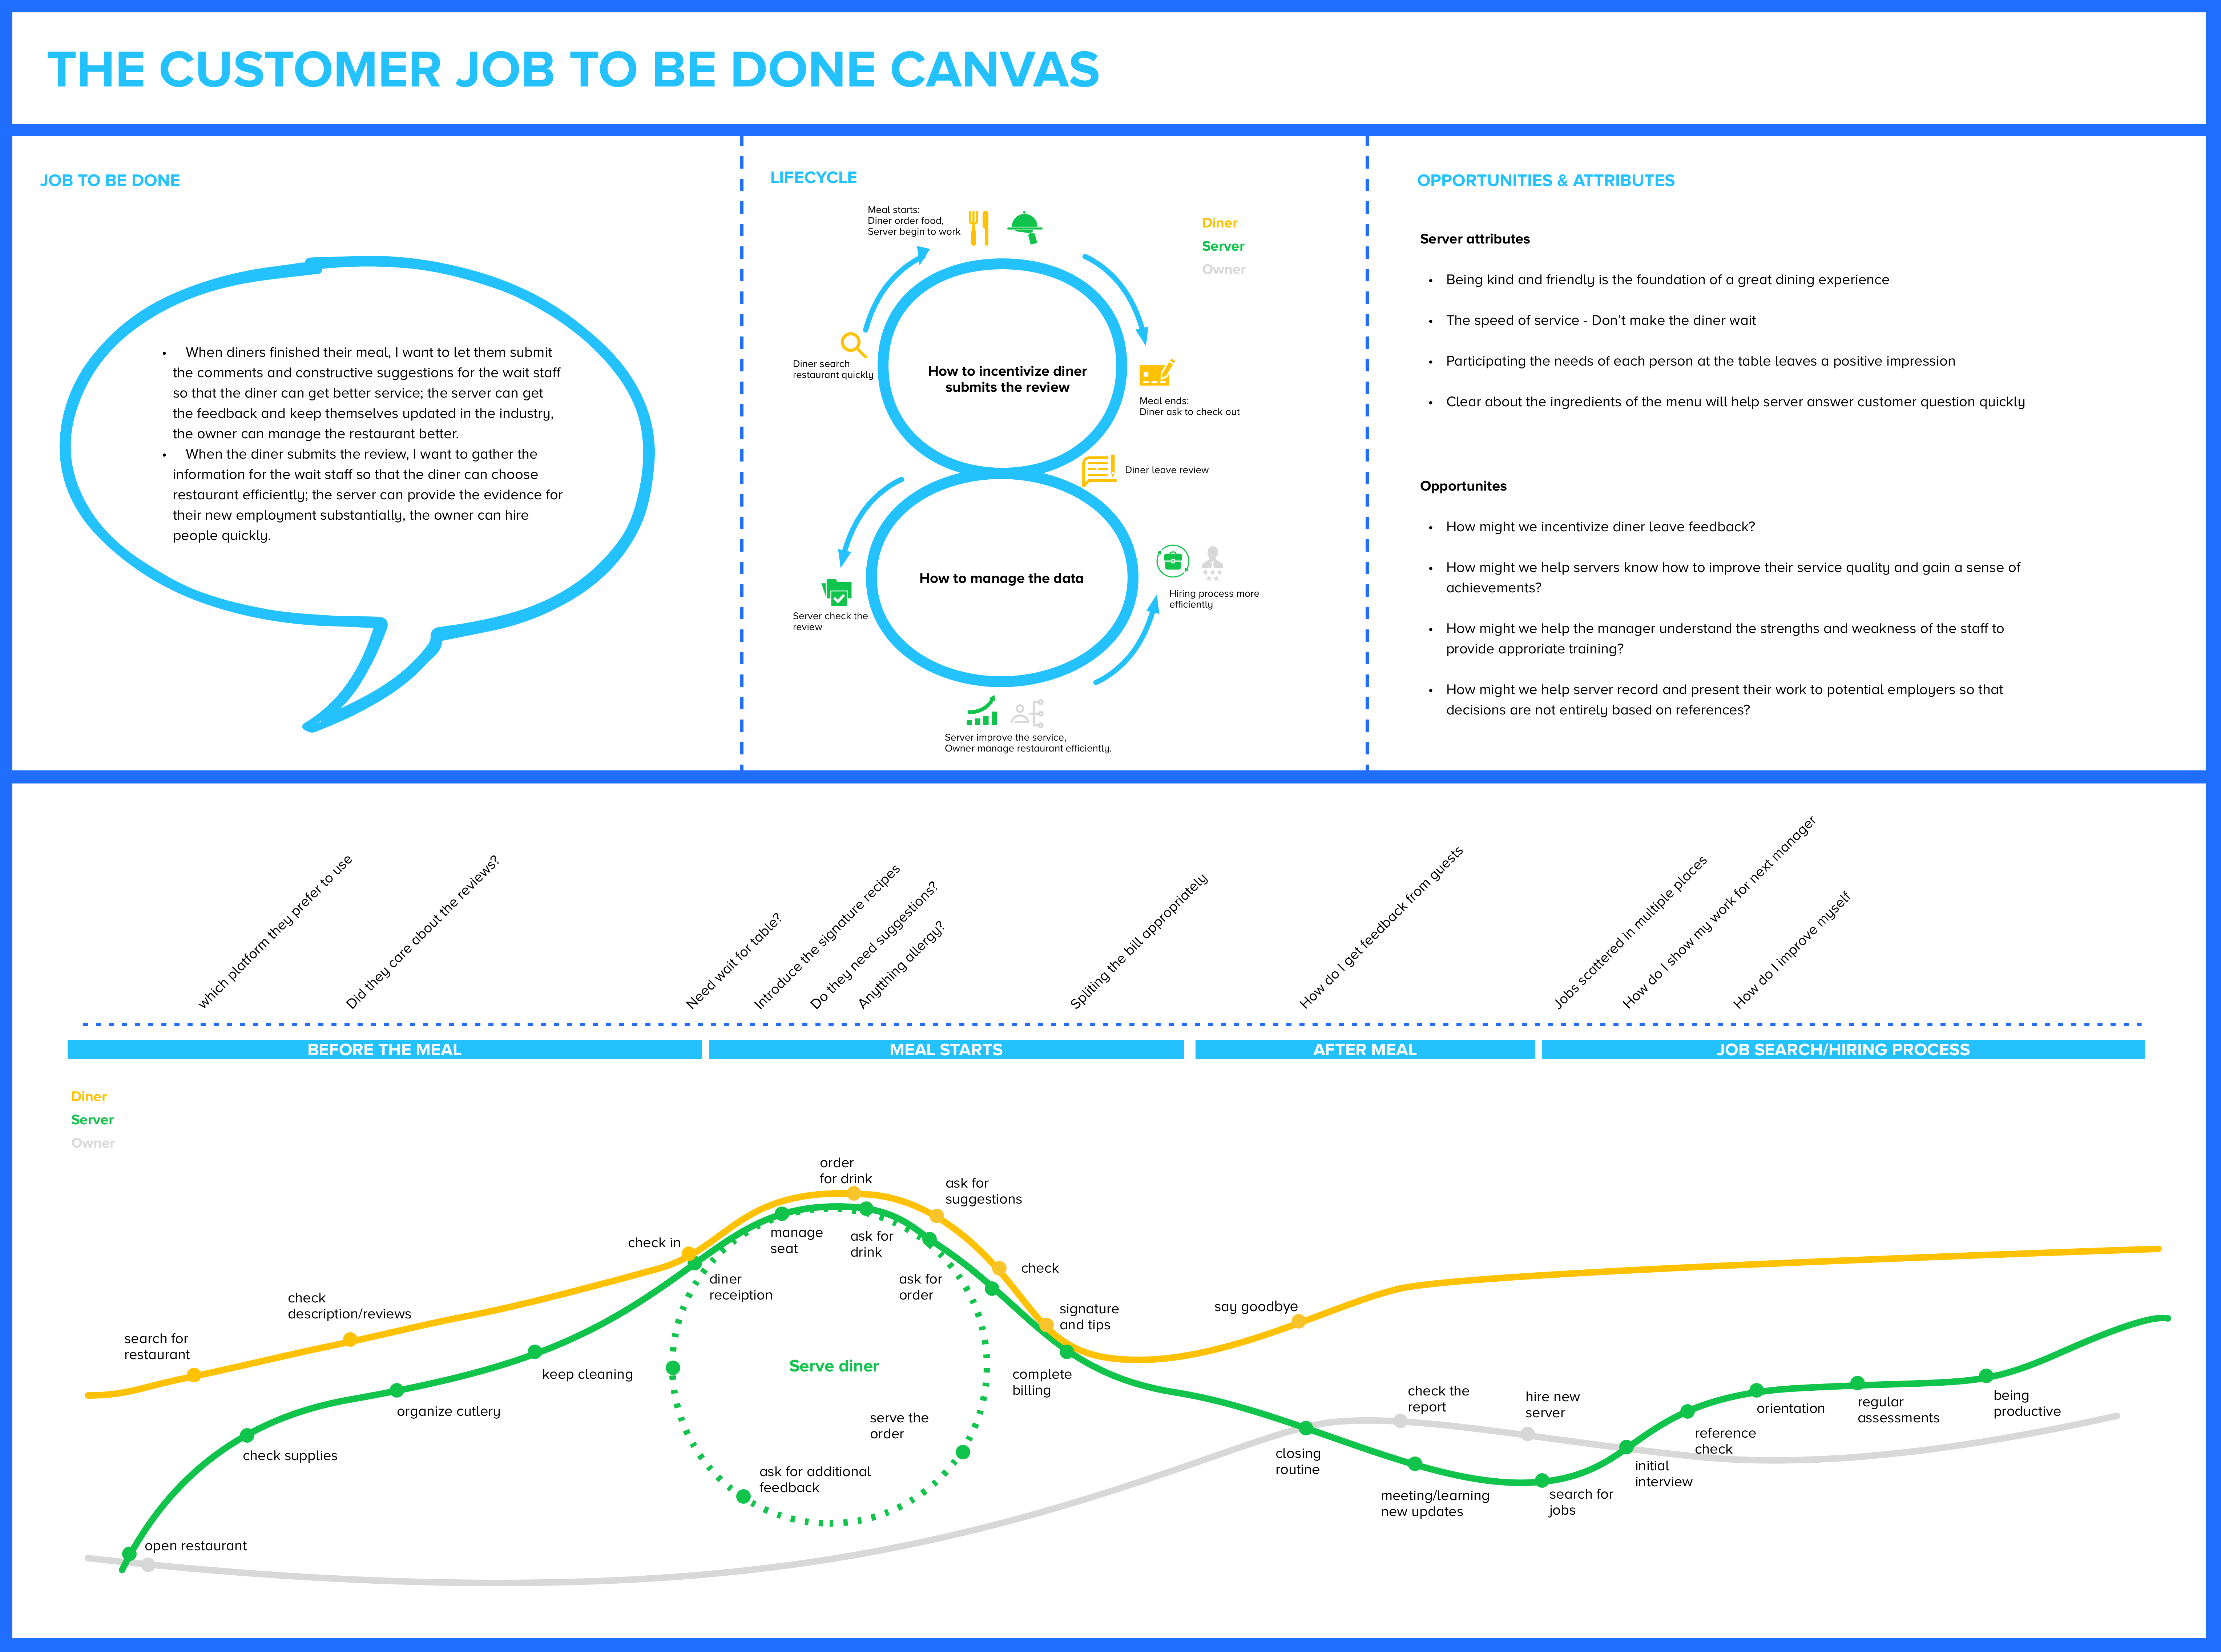 THE CUSTOMER JOB TO BE DONE CANVAS
JOB TO BE DONE
• When diners finished their meal, I want to let them submit
the comments and constructive suggestions for the wait staff
so that the diner can get better service; the server can get
the feedback and keep themselves updated in the industry,
the owner can manage the restaurant better.
• When the diner submits the review, I want to gather the
information for the wait staff so that the diner can choose
restaurant efficiently; the server can provide the evidence for
their new employment substantially, the owner can hire
people quickly.
LIFECYCLE
Meal starts:
Diner order food,
Server begin to work
Diner
Server
Owner
Diner search
restaurant quickly
How to incentivize diner
submits the review
Meal ends:
Diner ask to check out
Diner leave review
How to manage the data
Hiring process more
efficiently
Server check the
review
Server improve the service,
Owner manage restaurant efficiently.
OPPORTUNITIES & ATTRIBUTES
Server attributes
• Being kind and friendly is the foundation of a great dining experience
• The speed of service - Don't make the diner wait
• Participating the needs of each person at the table leaves a positive impression
• Clear about the ingredients of the menu will help server answer customer question quickly
Opportunites
• How might we incentivize diner leave feedback?
• How might we help servers know how to improve their service quality and gain a sense of
achievements?
• How might we help the manager understand the strengths and weakness of the staff to
provide approriate training?
• How might we help server record and present their work to potential employers so that
decisions are not entirely based on references?
which platform they prefer to use
Did they care about the reviews?
Need wait for table?
Introduce the signature recipes
Do they need suggestions?
Anytthing allergy?
Spliting the bill appropriately
How do I get feedback from guests
Jobs scattered in multiple places
How do I show my work for next manager
How do I improve myself
BEFORE THE MEAL
MEAL STARTS
AFTER MEAL
JOB SEARCH/HIRING PROCESS
Diner
Server
Owner
search for
restaurant
check
description/reviews
check in
order
for drink
ask for
suggestions
check
signature
and tips
say goodbye
open restaurant
check supplies
organize cutlery
keep cleaning
diner
receiption
manage
seat
ask for
drink
ask for
order
Serve diner
serve the
order
ask for additional
feedback
complete
billing
closing
routine
check the
report
hire new
server
meeting/learning
new updates
search for
jobs
initial
interview
reference
check
orientation
regular
assessments
being
productive